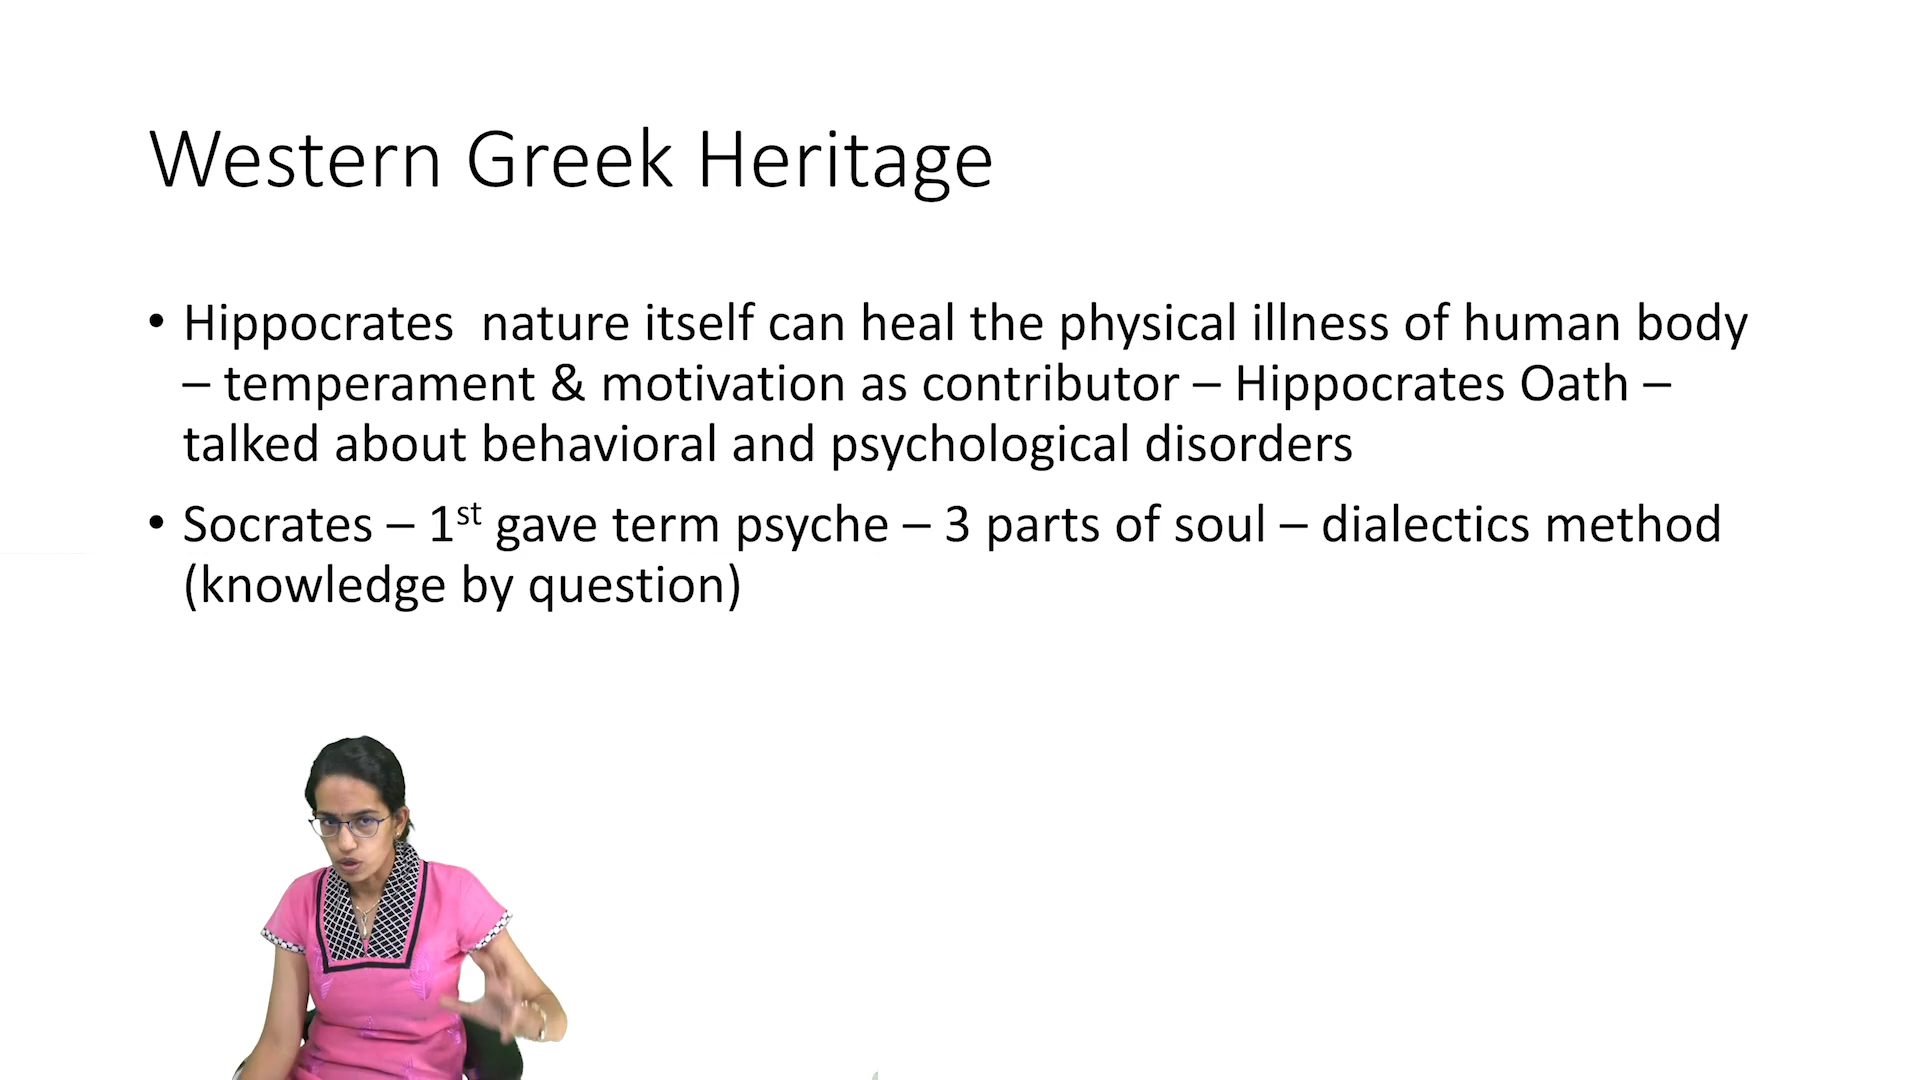 Western Greek Heritage
• Hippocrates  nature itself can heal the physical illness of human body
– temperament & motivation as contributor – Hippocrates Oath –
talked about behavioral and psychological disorders
• Socrates – 1st gave term psyche – 3 parts of soul – dialectics method
(knowledge by question)